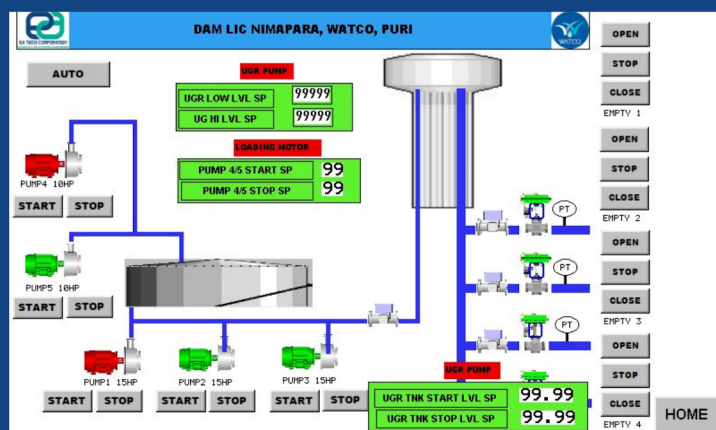 EX TECH CORPORATION
DAM LIC NIMAPARA, WATCO, PURI
WATCO
AUTO
UGR PUMP
UGR LOW LVL SP 99999
UG HI LVL SP 99999
LOADING MOTOR
PUMP 4/5 START SP 99
PUMP 4/5 STOP SP 99
PUMP4 10HP
START STOP
PUMP5 10HP
START STOP
PUMP1 15HP
START STOP
PUMP2 15HP
START STOP
PUMP3 15HP
START STOP
PT
PT
PT
UGR PUMP
UGR TNK START LVL SP 99.99
UGR TNK STOP LVL SP 99.99
OPEN
STOP
CLOSE
EMPTY 1
OPEN
STOP
CLOSE
EMPTY 2
OPEN
STOP
CLOSE
EMPTY 3
OPEN
STOP
CLOSE
EMPTY 4
HOME